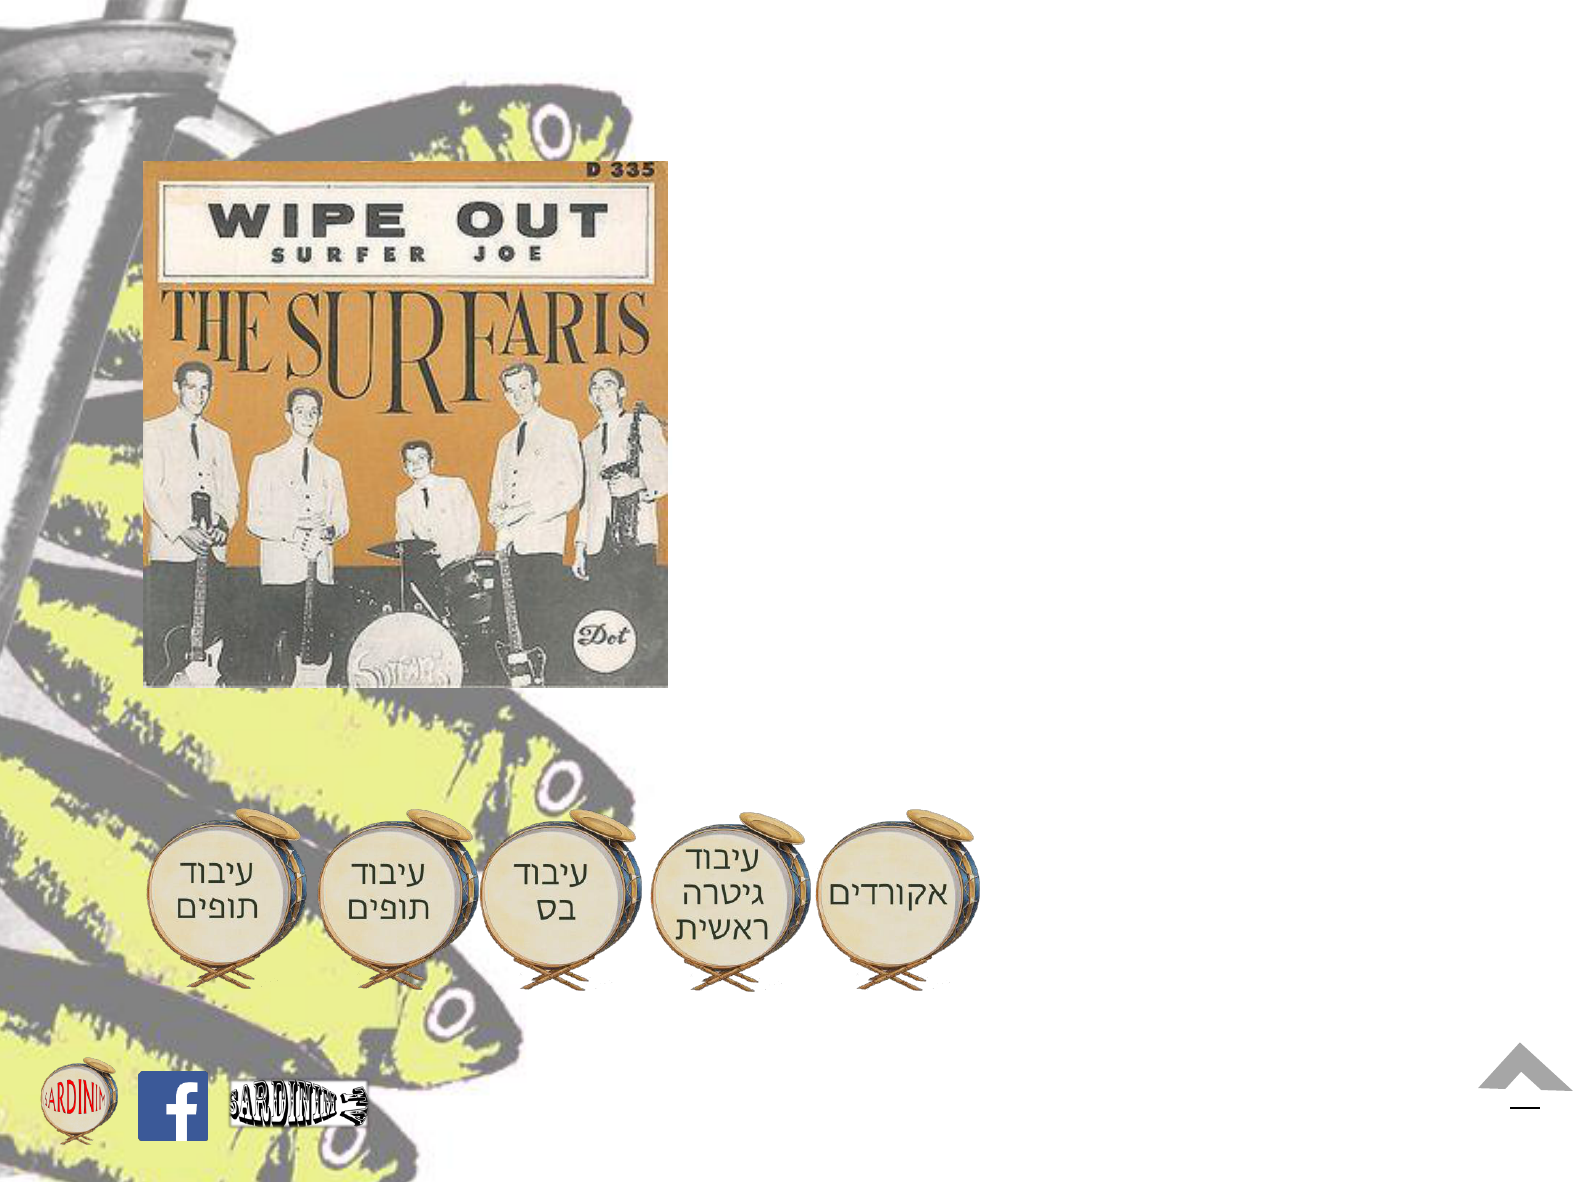 D 335
WIPE OUT
SURFER JOE
THE SURFARIS
Dot
עיבוד
תופים
עיבוד
תופים
עיבוד
בס
עיבוד
גיטרה
ראשית
אקורדים
SARDINIM
f
SARDINIM